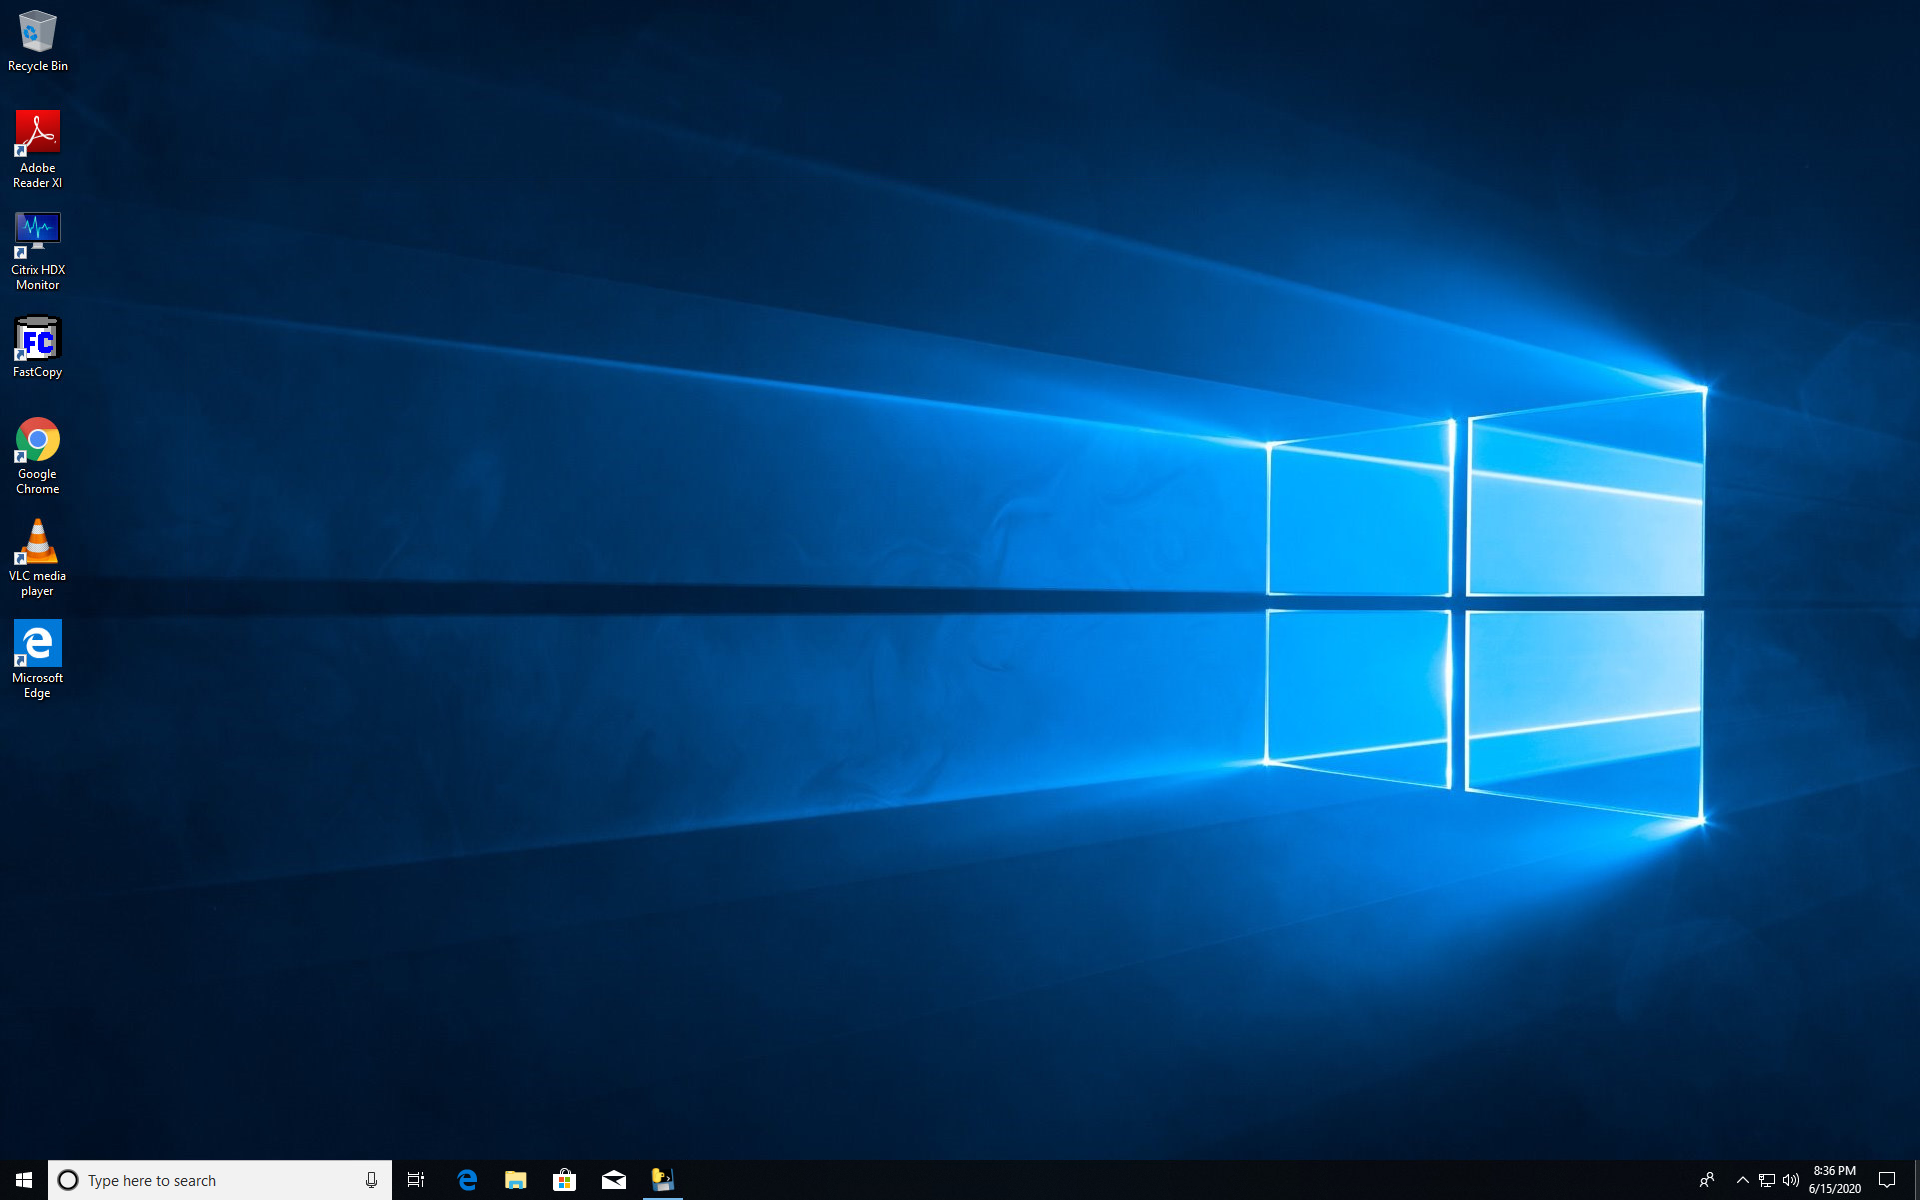 Recycle Bin
Adobe
Reader XI
Citrix HDX
Monitor
FC
FastCopy
Google
Chrome
VLC media
player
Microsoft
Edge
Type here to search
8:36 PM
6/15/2020